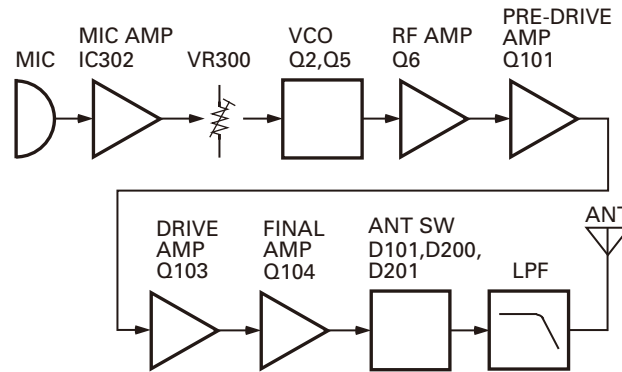 MIC
MIC AMP
IC302
VR300
VCO
Q2,Q5
RF AMP
Q6
PRE-DRIVE
AMP
Q101
DRIVE
AMP
Q103
FINAL
AMP
Q104
ANT SW
D101,D200,
D201
LPF
ANT